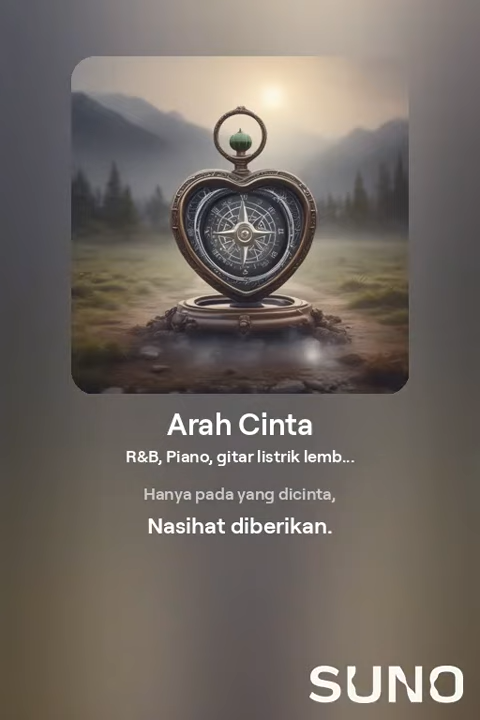 Arah Cinta
R&B, Piano, gitar listrik lemb...
Hanya pada yang dicinta,
Nasihat diberikan.
SUNO